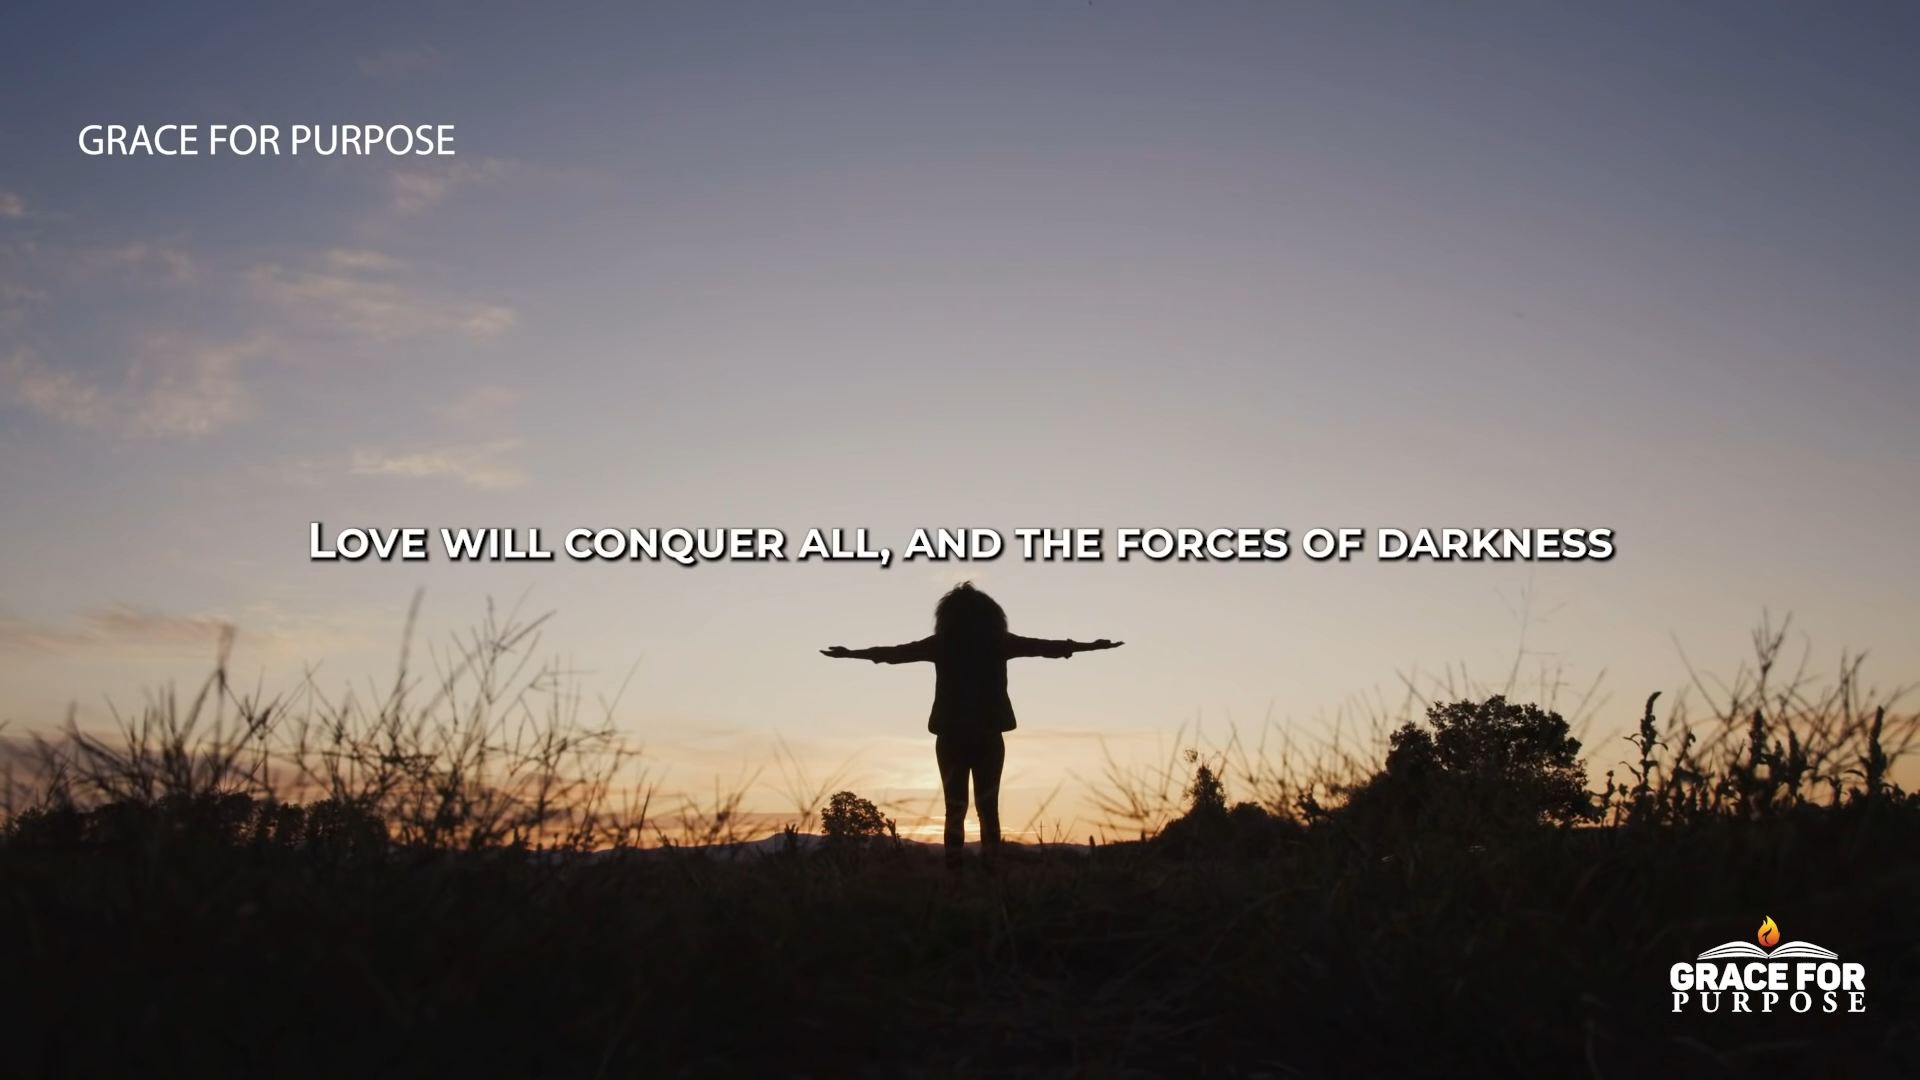 GRACE FOR PURPOSE
LOVE WILL CONQUER ALL, AND THE FORCES OF DARKNESS
GRACE FOR
PURPOSE